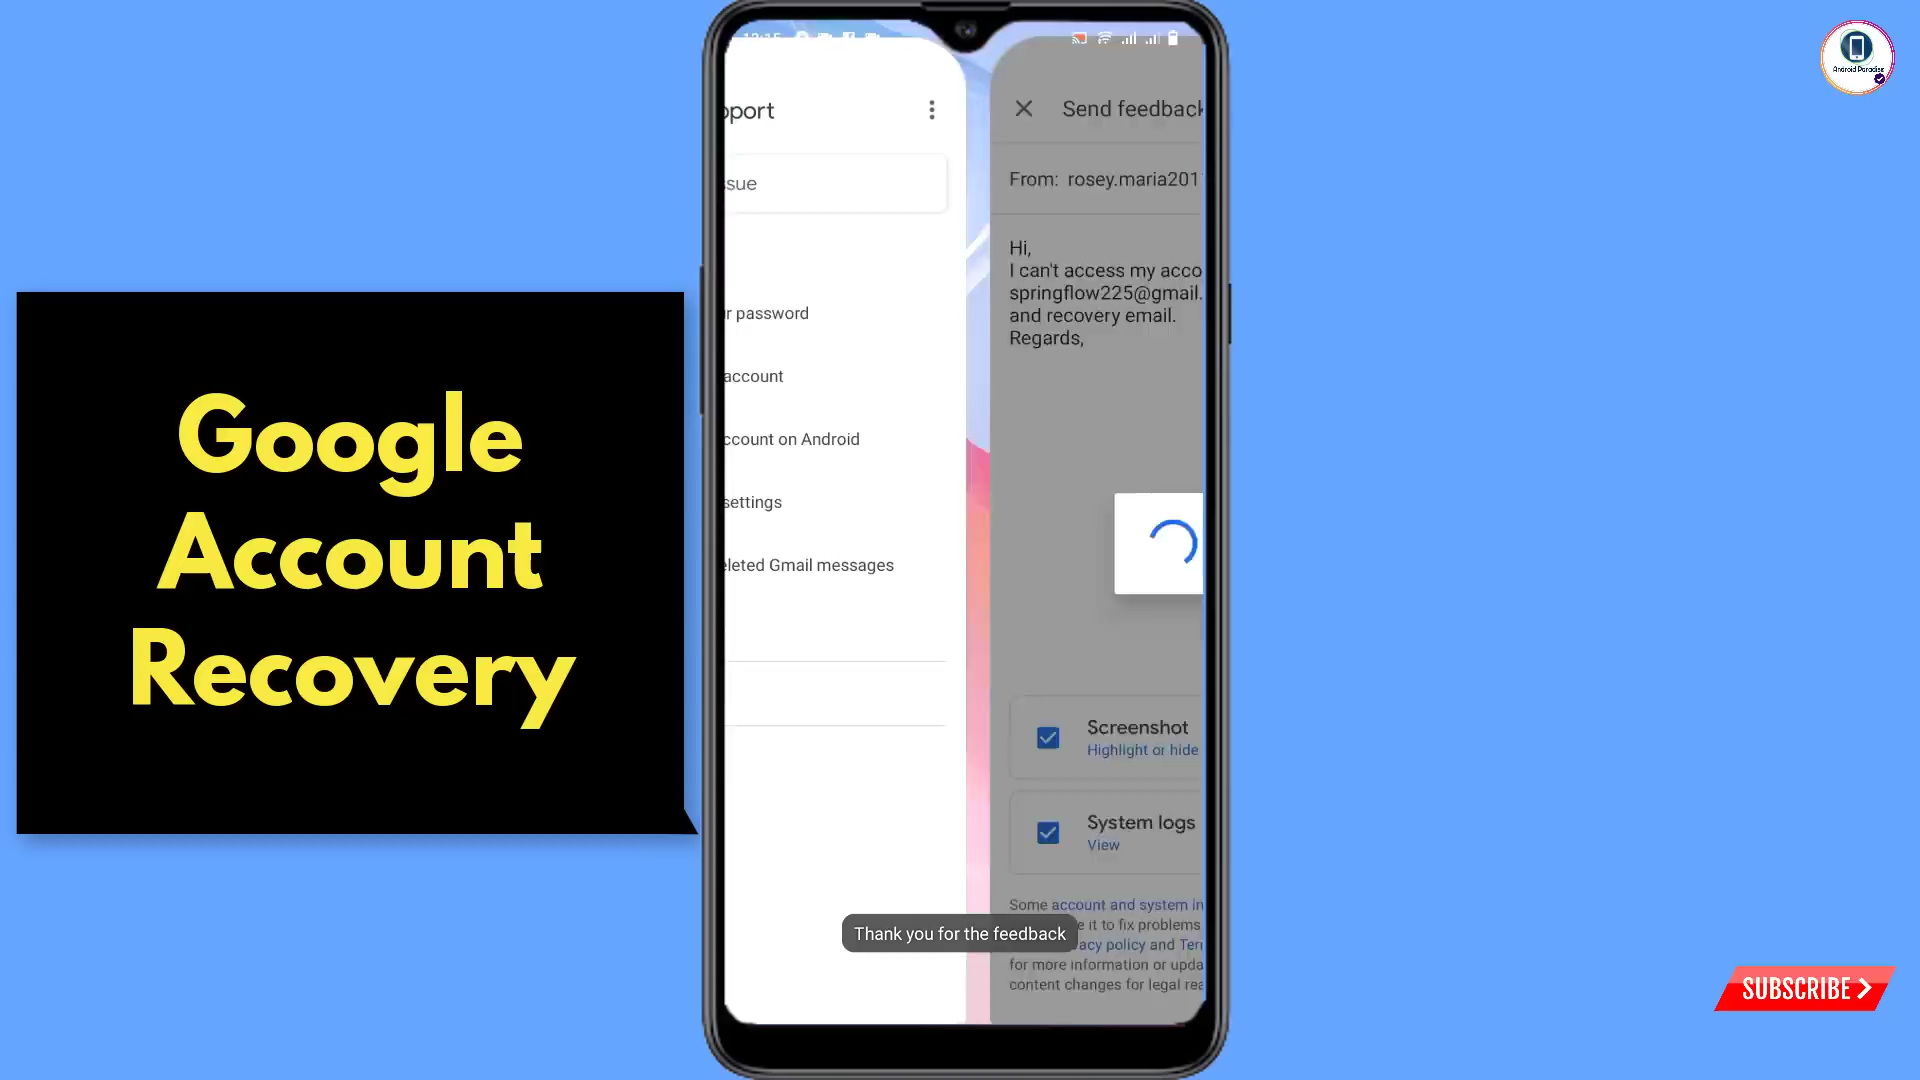 Google
Account
Recovery
pport
ssue
r password
account
ccount on Android
settings
eleted Gmail messages
Send feedback
From: rosey.maria201
Hi,
I can't access my acco
springflow225@gmail.
and recovery email.
Regards,
Screenshot
Highlight or hide
System logs
View
Some account and system in
e it to fix problems
acy policy and Ter
for more information or upda
content changes for legal rea
Thank you for the feedback
Android Paradise
SUBSCRIBE